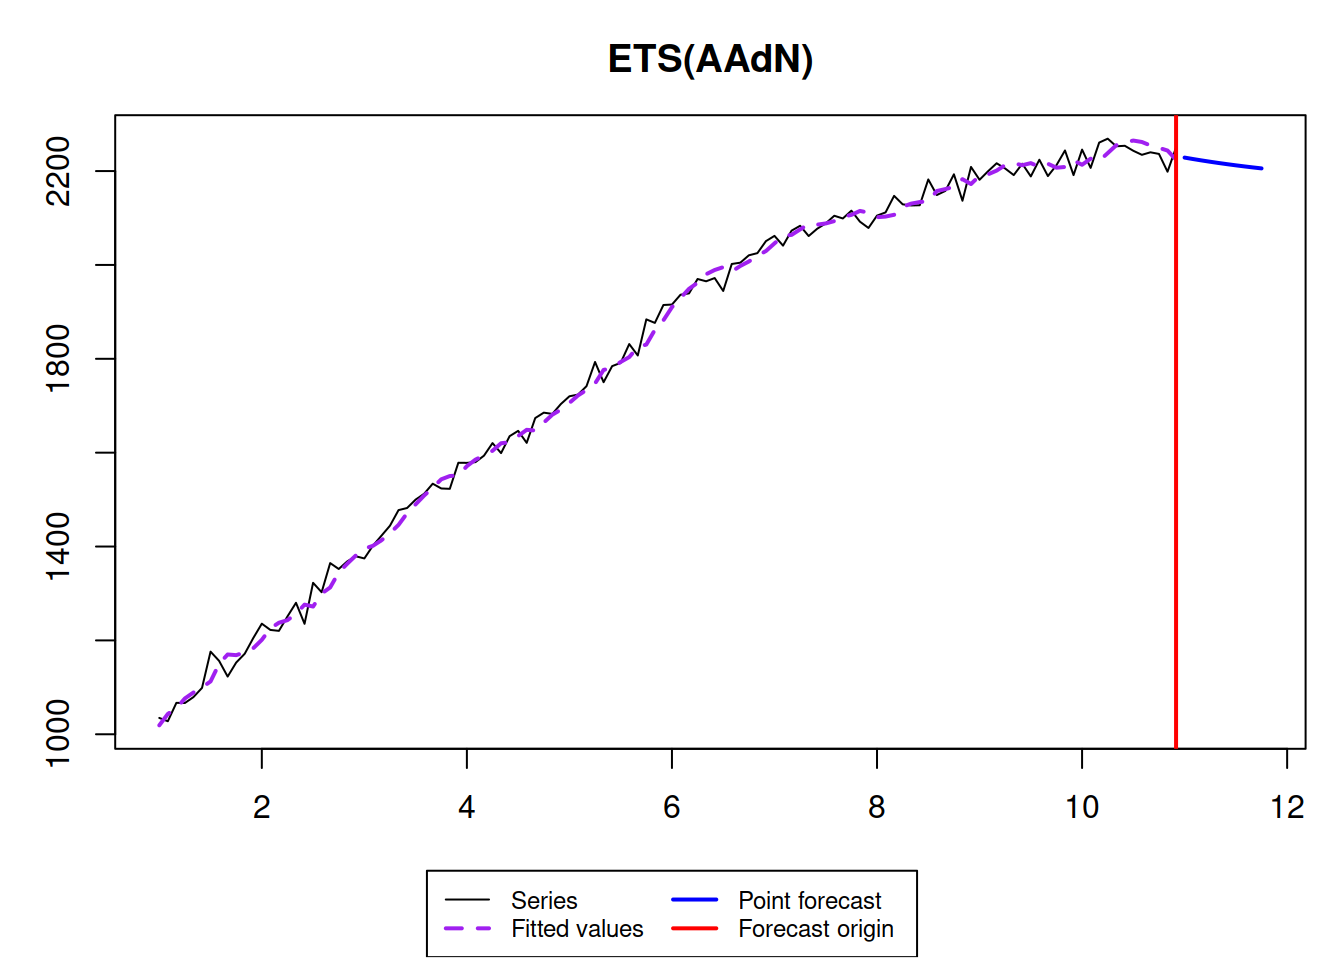 ETS(AAdN)
2200
1800
1400
1000
2 4 6 8 10 12
Series Point forecast
Fitted values Forecast origin